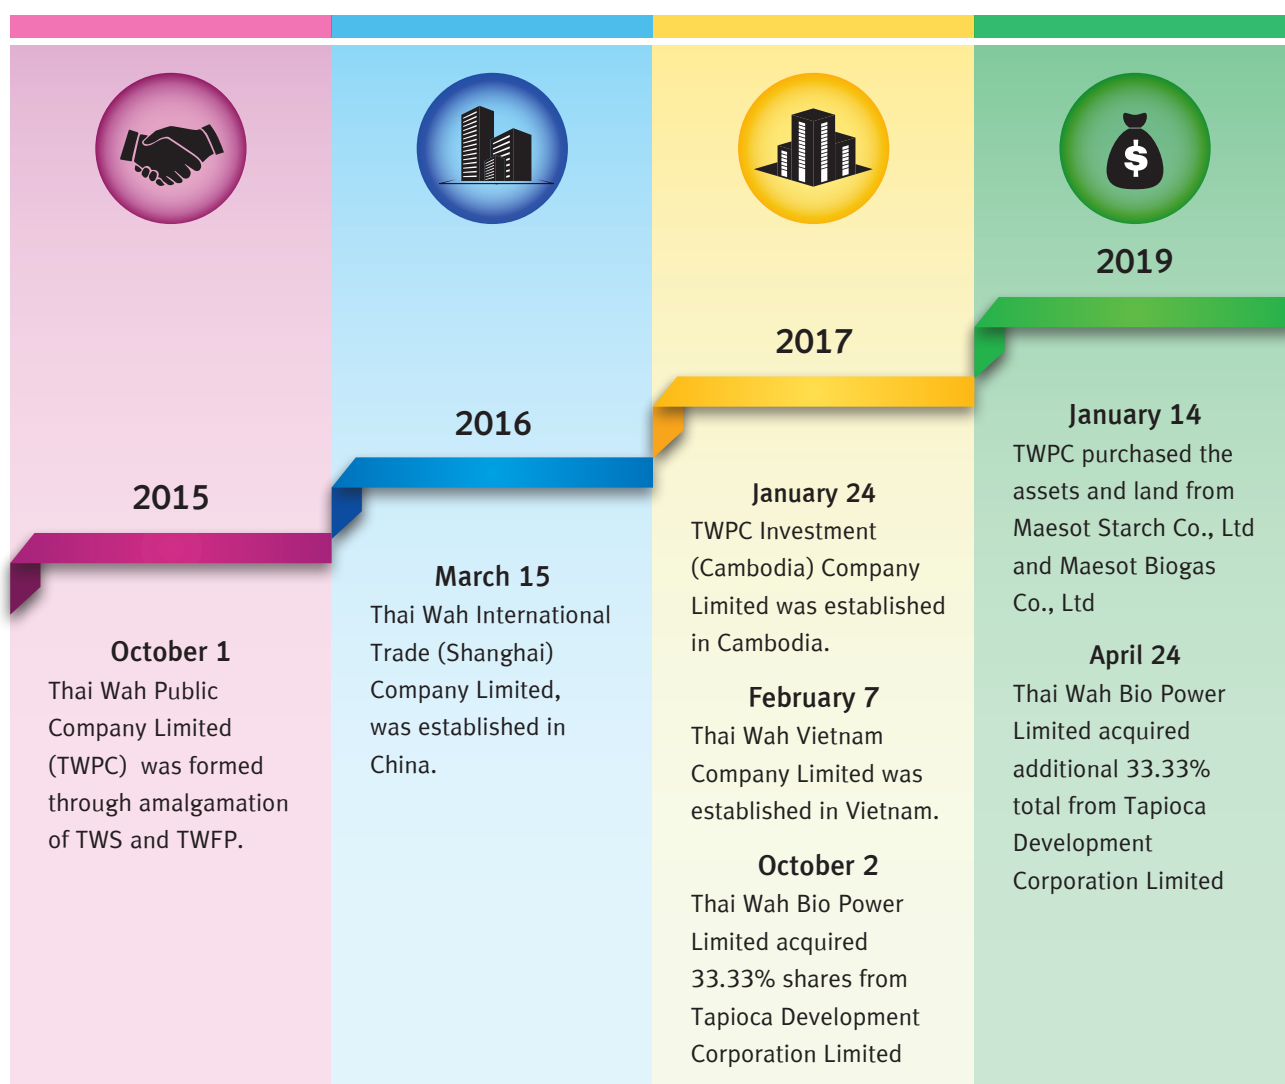 2015
October 1
Thai Wah Public
Company Limited
(TWPC) was formed
through amalgamation
of TWS and TWFP.
2016
March 15
Thai Wah International
Trade (Shanghai)
Company Limited,
was established in
China.
2017
January 24
TWPC Investment
(Cambodia) Company
Limited was established
in Cambodia.
February 7
Thai Wah Vietnam
Company Limited was
established in Vietnam.
October 2
Thai Wah Bio Power
Limited acquired
33.33% shares from
Tapioca Development
Corporation Limited
$
2019
January 14
TWPC purchased the
assets and land from
Maesot Starch Co., Ltd
and Maesot Biogas
Co., Ltd
April 24
Thai Wah Bio Power
Limited acquired
additional 33.33%
total from Tapioca
Development
Corporation Limited